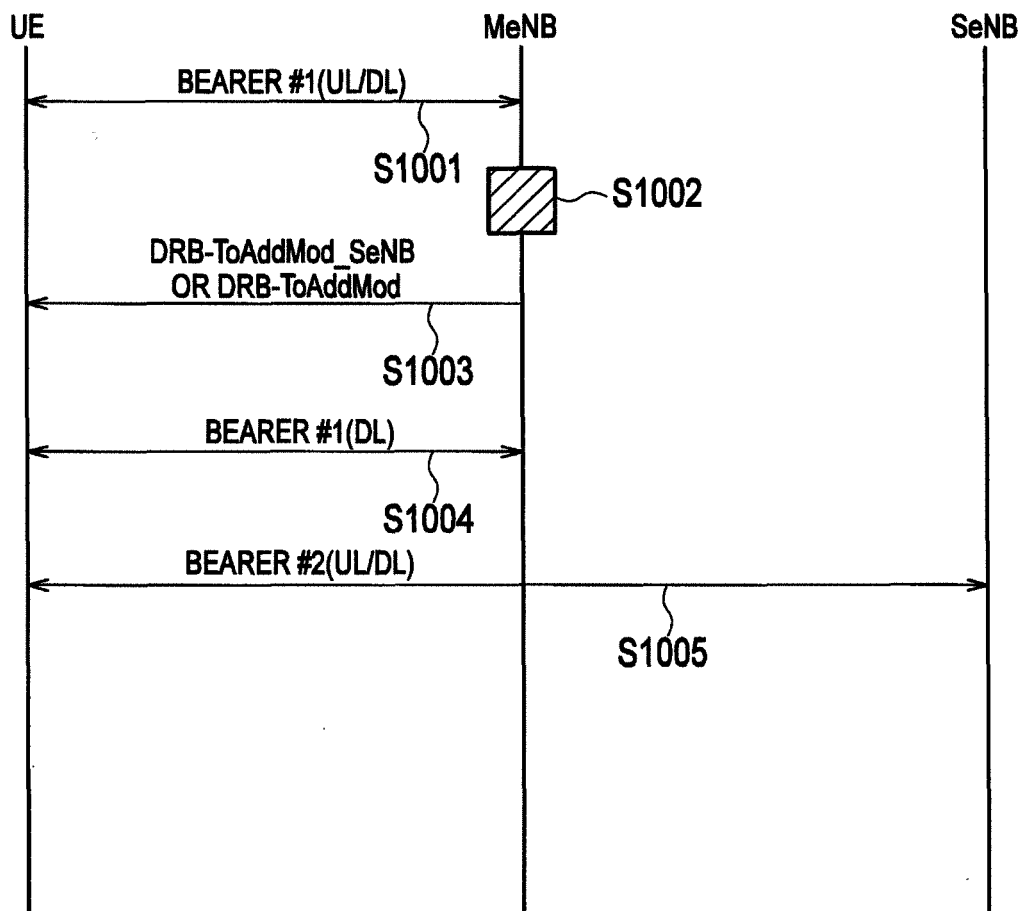 UE
MeNB
SeNB
BEARER #1(UL/DL)
S1001
S1002
DRB-ToAddMod_SeNB
OR DRB-ToAddMod
S1003
BEARER #1(DL)
S1004
BEARER #2(UL/DL)
S1005